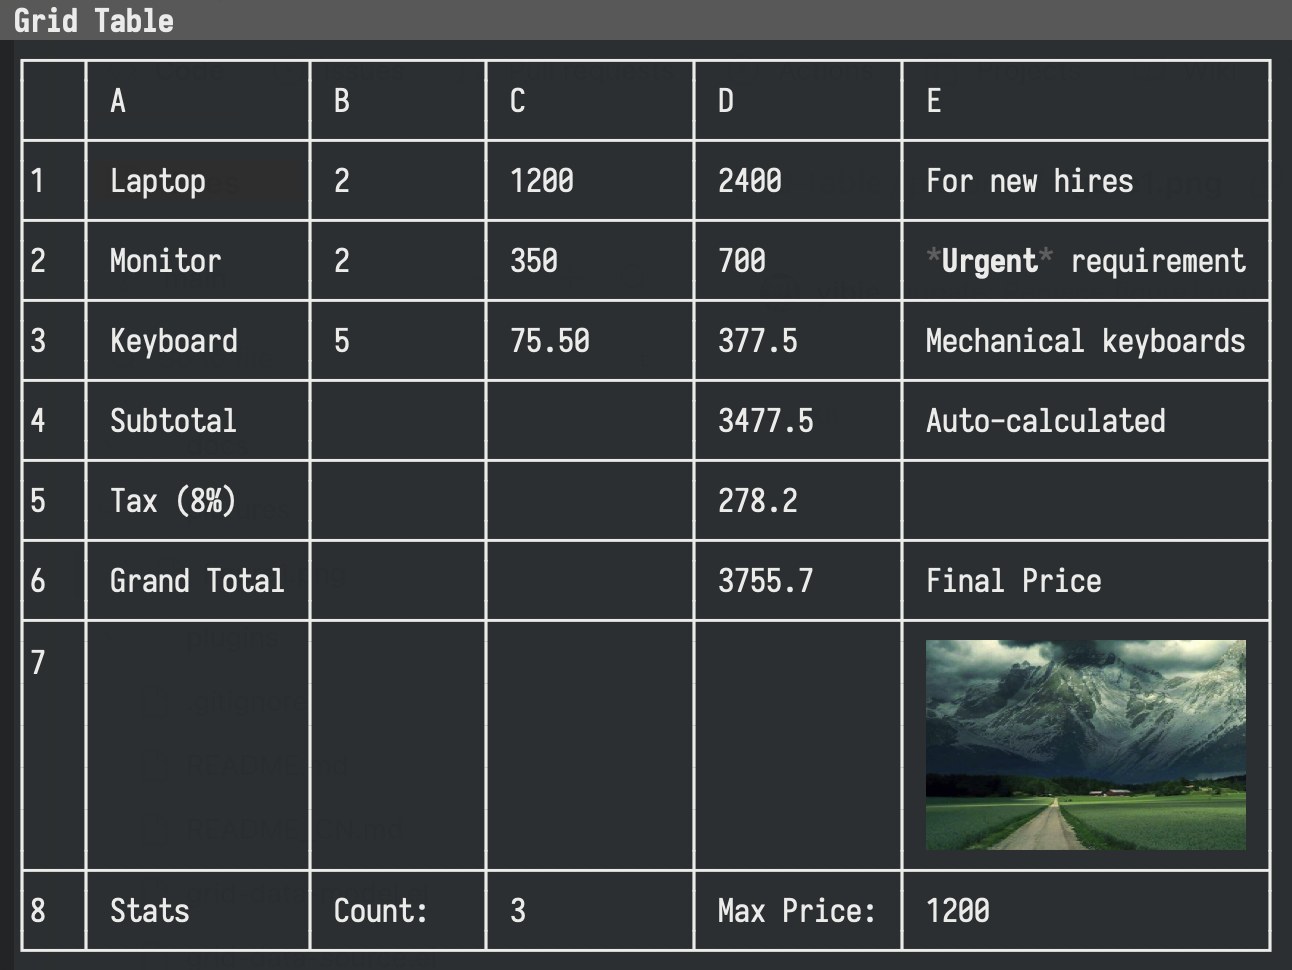 Grid Table
A B C D E
1 Laptop 2 1200 2400 For new hires
2 Monitor 2 350 700 *Urgent* requirement
3 Keyboard 5 75.50 377.5 Mechanical keyboards
4 Subtotal 3477.5 Auto-calculated
5 Tax (8%) 278.2
6 Grand Total 3755.7 Final Price
7
8 Stats Count: 3 Max Price: 1200